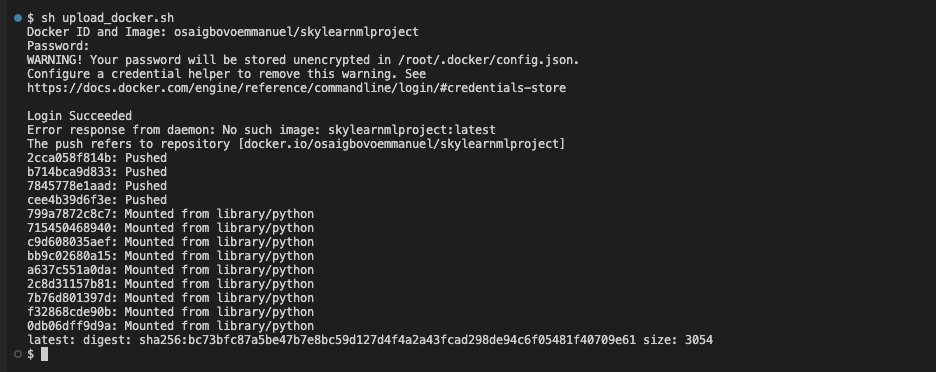 $ sh upload_docker.sh
Docker ID and Image: osaigbovoemmanuel/skylearnmlproject
Password:
WARNING! Your password will be stored unencrypted in /root/.docker/config.json.
Configure a credential helper to remove this warning. See
https://docs.docker.com/engine/reference/commandline/login/#credentials-store
Login Succeeded
Error response from daemon: No such image: skylearnmlproject:latest
The push refers to repository [docker.io/osaigbovoemmanuel/skylearnmlproject]
2cca058f814b: Pushed
b714bca9d833: Pushed
7845778e1aad: Pushed
cee4b39d6f3e: Pushed
799a7872c8c7: Mounted from library/python
715450468940: Mounted from library/python
c9d608035aef: Mounted from library/python
bb9c02680a15: Mounted from library/python
a637c551a0da: Mounted from library/python
2c8d31157b81: Mounted from library/python
7b76d801397d: Mounted from library/python
f32868cde90b: Mounted from library/python
0db06dff9d9a: Mounted from library/python
latest: digest: sha256:bc73bfc87a5be47b7e8bc59d127d4f4a2a43fcad298de94c6f05481f40709e61 size: 3054
$